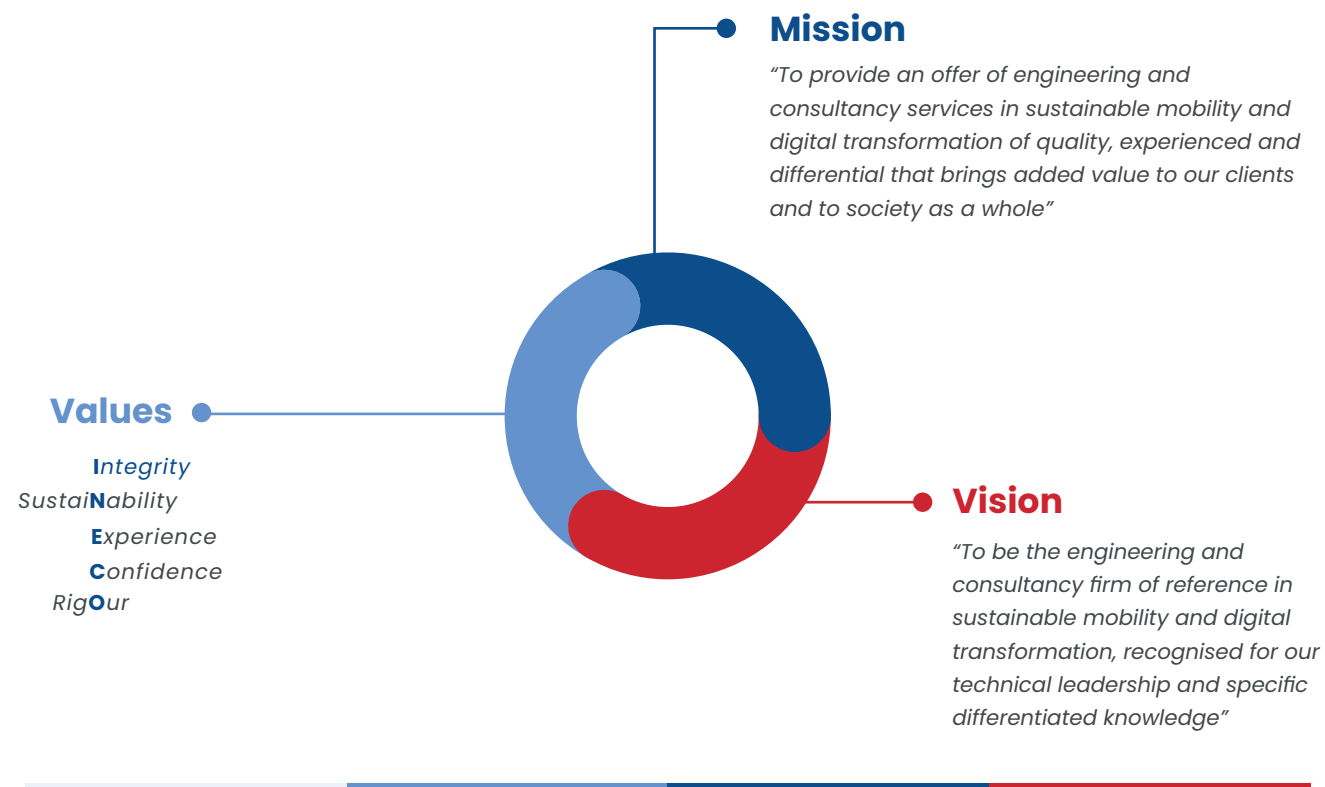 Mission
“To provide an offer of engineering and
consultancy services in sustainable mobility and
digital transformation of quality, experienced and
differential that brings added value to our clients
and to society as a whole”
Values
Integrity
SustaiNability
Experience
Confidence
RigOur
Vision
“To be the engineering and
consultancy firm of reference in
sustainable mobility and digital
transformation, recognised for our
technical leadership and specific
differentiated knowledge”